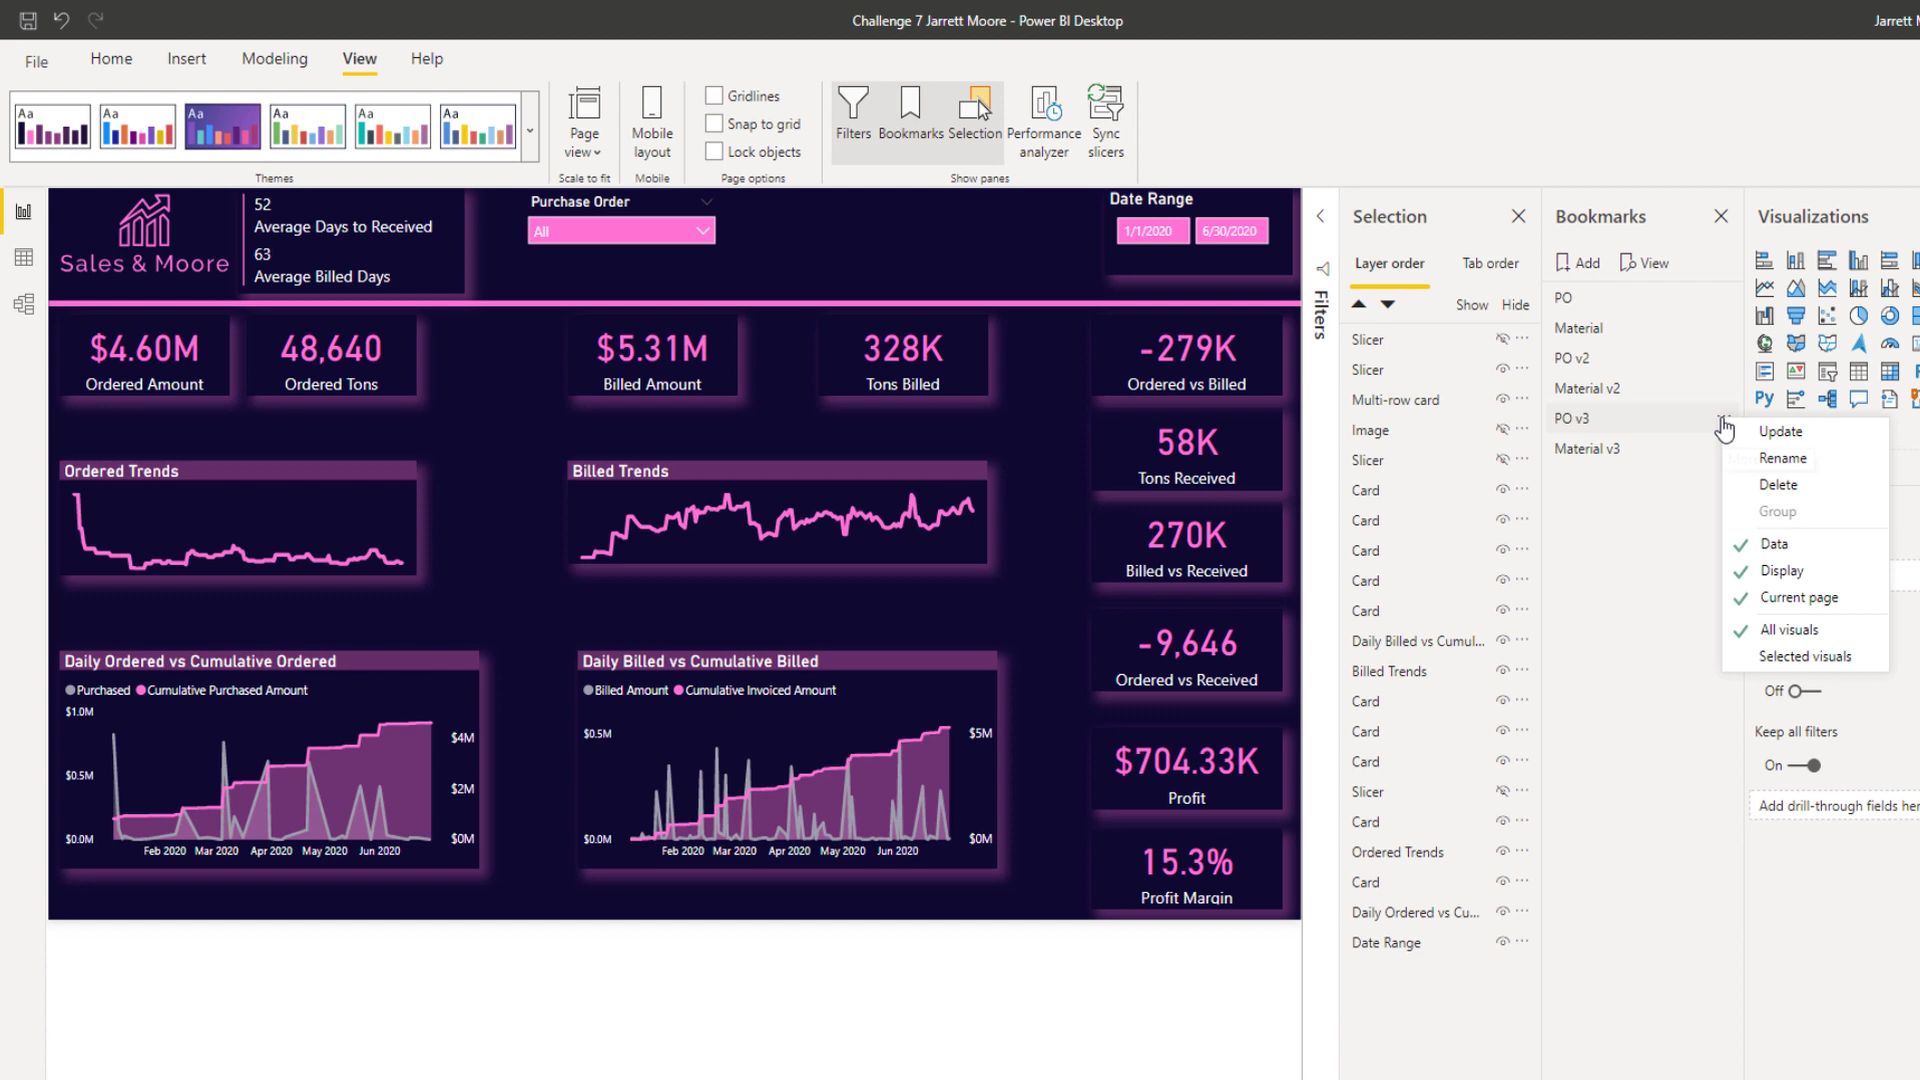 Challenge 7 Jarrett Moore - Power BI Desktop
Jarrett
File
Home
Insert
Modeling
View
Help
Aa
Aa
Aa
Aa
Aa
Aa
Themes
Page view
Scale to fit
Mobile layout
Mobile
Gridlines
Snap to grid
Lock objects
Page options
Filters
Bookmarks
Selection
Performance analyzer
Sync slicers
Show panes
Sales & Moore
52
Average Days to Received
63
Average Billed Days
Purchase Order
All
Date Range
1/1/2020
6/30/2020
$4.60M
Ordered Amount
48,640
Ordered Tons
$5.31M
Billed Amount
328K
Tons Billed
-279K
Ordered vs Billed
58K
Tons Received
270K
Billed vs Received
-9,646
Ordered vs Received
$704.33K
Profit
15.3%
Profit Margin
Ordered Trends
Billed Trends
Daily Ordered vs Cumulative Ordered
Purchased
Cumulative Purchased Amount
$1.0M
$0.5M
$0.0M
$4M
$2M
$0M
Feb 2020 Mar 2020 Apr 2020 May 2020 Jun 2020
Daily Billed vs Cumulative Billed
Billed Amount
Cumulative Invoiced Amount
$0.5M
$0.0M
$5M
$0M
Feb 2020 Mar 2020 Apr 2020 May 2020 Jun 2020
Filters
Selection
Layer order
Tab order
Show
Hide
Slicer
Slicer
Multi-row card
Image
Slicer
Card
Card
Card
Card
Card
Daily Billed vs Cumul...
Billed Trends
Card
Card
Card
Slicer
Card
Ordered Trends
Card
Daily Ordered vs Cu...
Date Range
Bookmarks
Add
View
PO
Material
PO v2
Material v2
PO v3
Material v3
Visualizations
Py
Update
Rename
Delete
Group
Data
Display
Current page
All visuals
Selected visuals
Off
Keep all filters
On
Add drill-through fields her